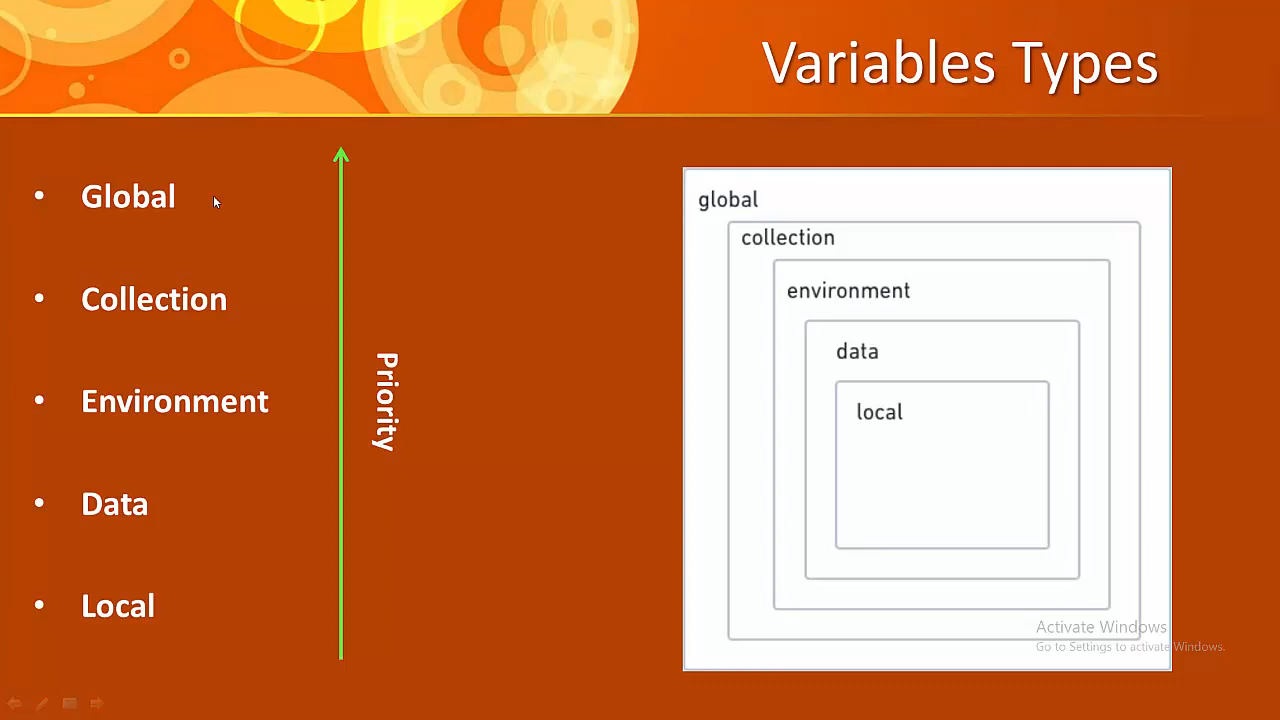 Variables Types
• Global
• Collection
• Environment
• Data
• Local
Priority
global
collection
environment
data
local
Activate Windows
Go to Settings to activate Windows.